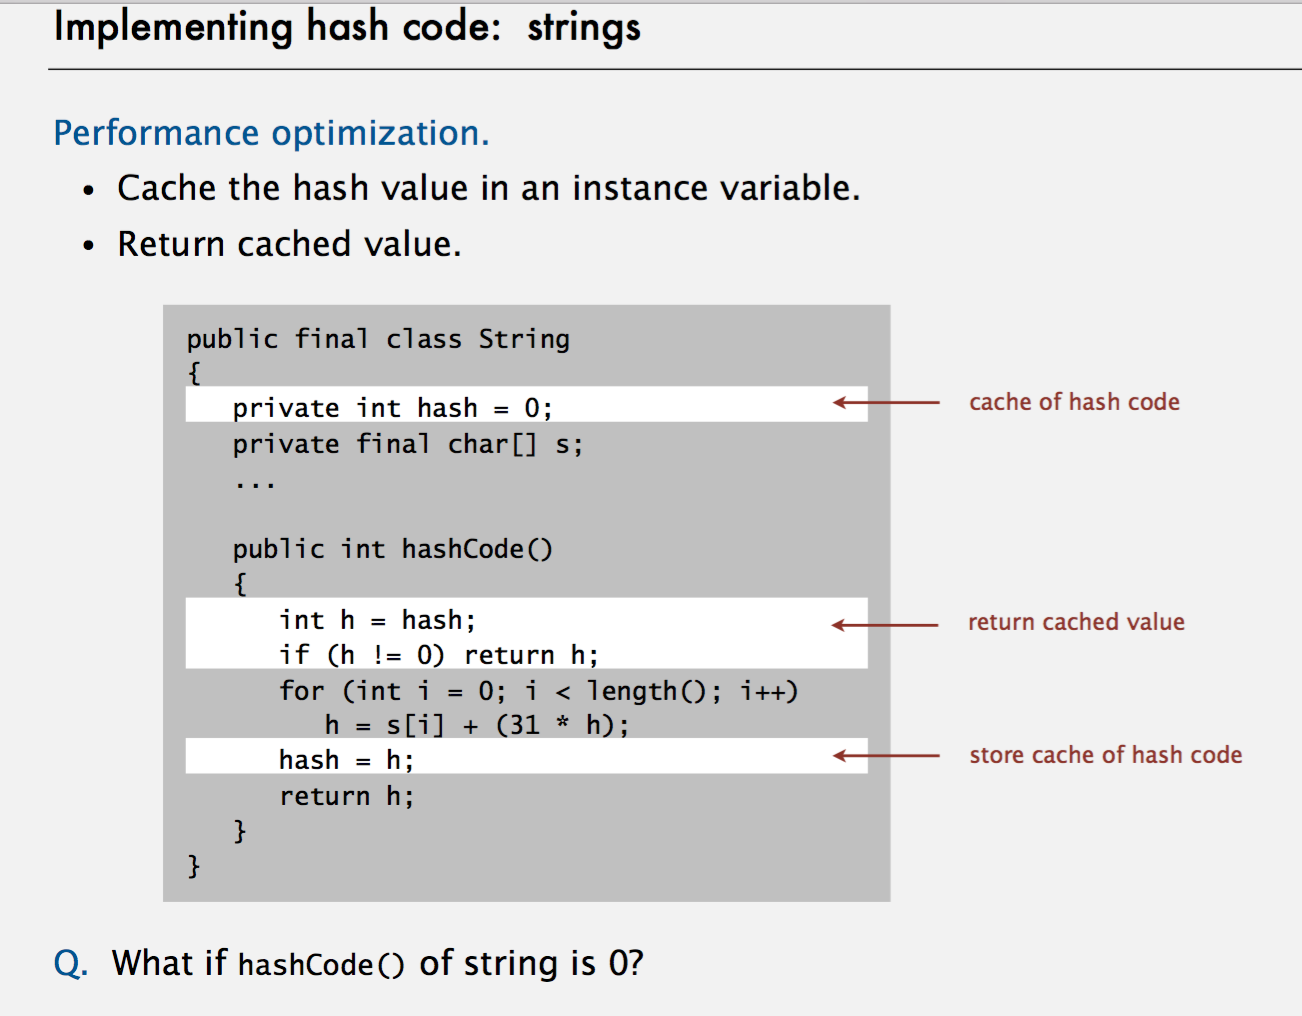 Implementing hash code: strings
Performance optimization.
• Cache the hash value in an instance variable.
• Return cached value.
public final class String
{
private int hash = 0;
cache of hash code
private final char[] s;
...
public int hashCode()
{
int h = hash;
return cached value
if (h != 0) return h;
for (int i = 0; i < length(); i++)
h = s[i] + (31 * h);
hash = h;
store cache of hash code
return h;
}
}
Q. What if hashCode() of string is 0?